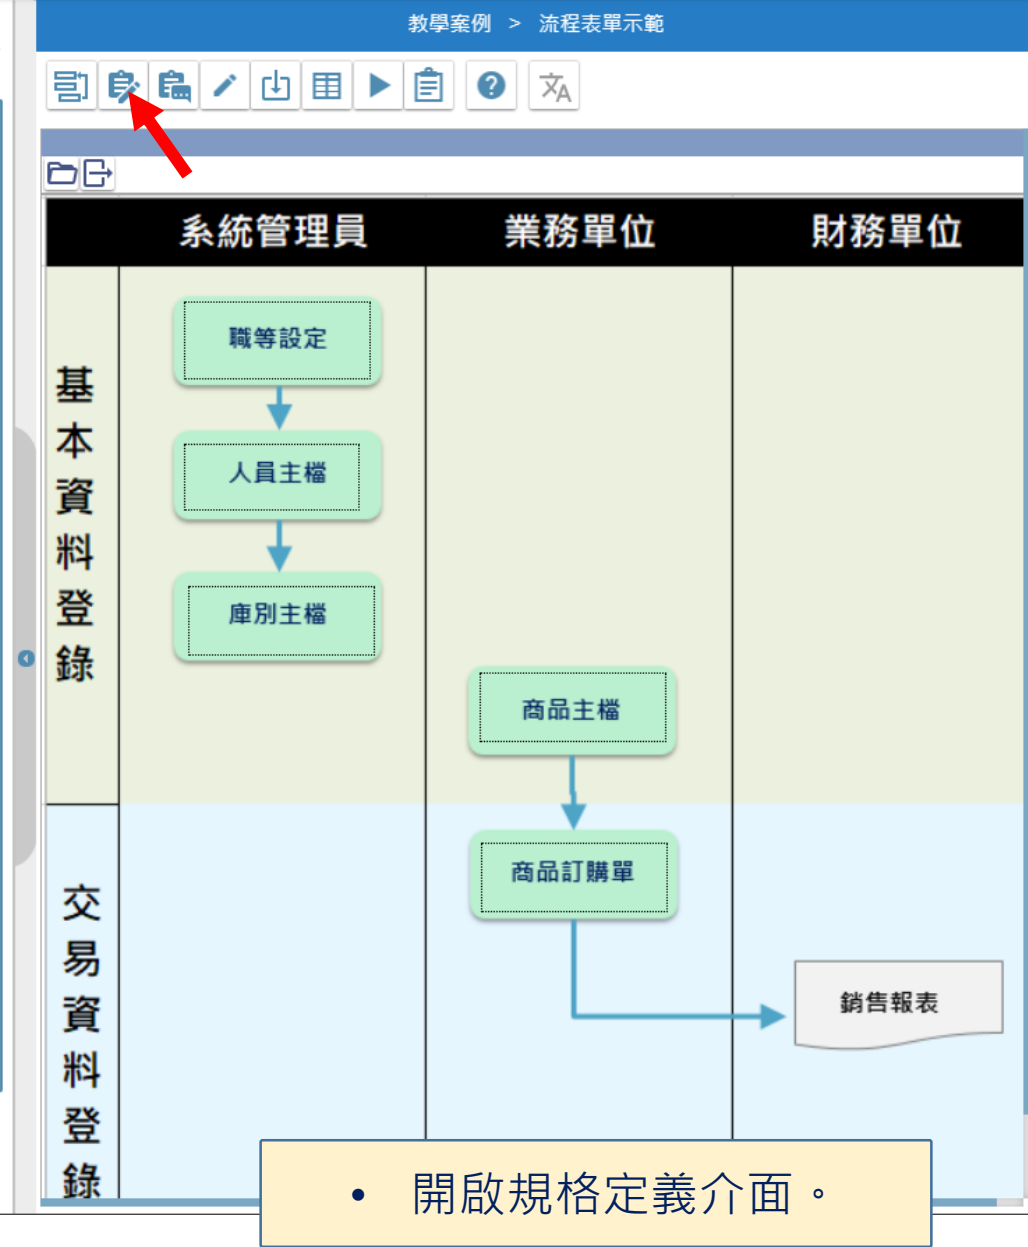 教學案例 > 流程表單示範
系統管理員 業務單位 財務單位
基本資料登錄
職等設定
人員主檔
庫別主檔
商品主檔
交易資料登錄
商品訂購單
銷售報表
• 開啟規格定義介面。